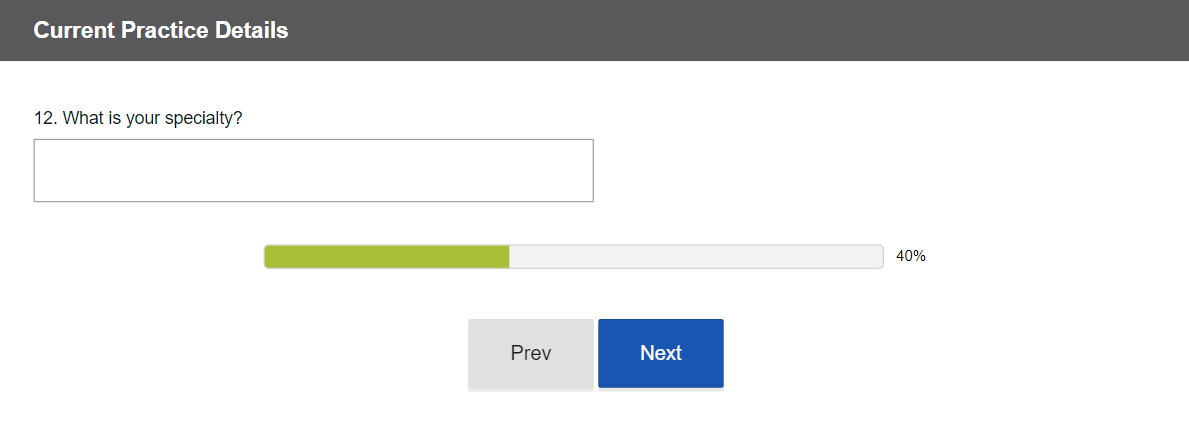 Current Practice Details
12. What is your specialty?
40%
Prev
Next